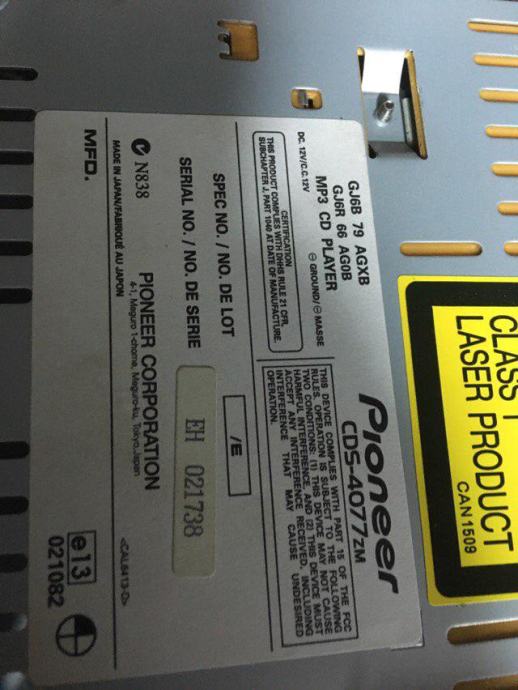 Pioneer
CDS-4077ZM
GJ6B 79 AGXB
GJ6R 66 AG0B
MP3 CD PLAYER
DC. 12V/C.C.12V
⊖ GROUND/⊖ MASSE
CERTIFICATION
THIS PRODUCT COMPLIES WITH DHHS RULE 21 CFR,
SUBCHAPTER J, PART 1040 AT DATE OF MANUFACTURE.
THIS DEVICE COMPLIES WITH PART 15 OF THE FCC
RULES. OPERATION IS SUBJECT TO THE FOLLOWING
TWO CONDITIONS: (1) THIS DEVICE MAY NOT CAUSE
HARMFUL INTERFERENCE, AND (2) THIS DEVICE MUST
ACCEPT ANY INTERFERENCE RECEIVED, INCLUDING
INTERFERENCE THAT MAY CAUSE UNDESIRED
OPERATION.
SPEC NO. / NO. DE LOT
/E
SERIAL NO. / NO. DE SERIE
EH 021738
N838
PIONEER CORPORATION
4-1, Meguro 1-chome, Meguro-ku, Tokyo, Japan
MADE IN JAPAN/FABIBOUÉ AU JAPON
<CAL6413-D>
MFD.
e13
021082
CLASS 1
LASER PRODUCT
CAN1509